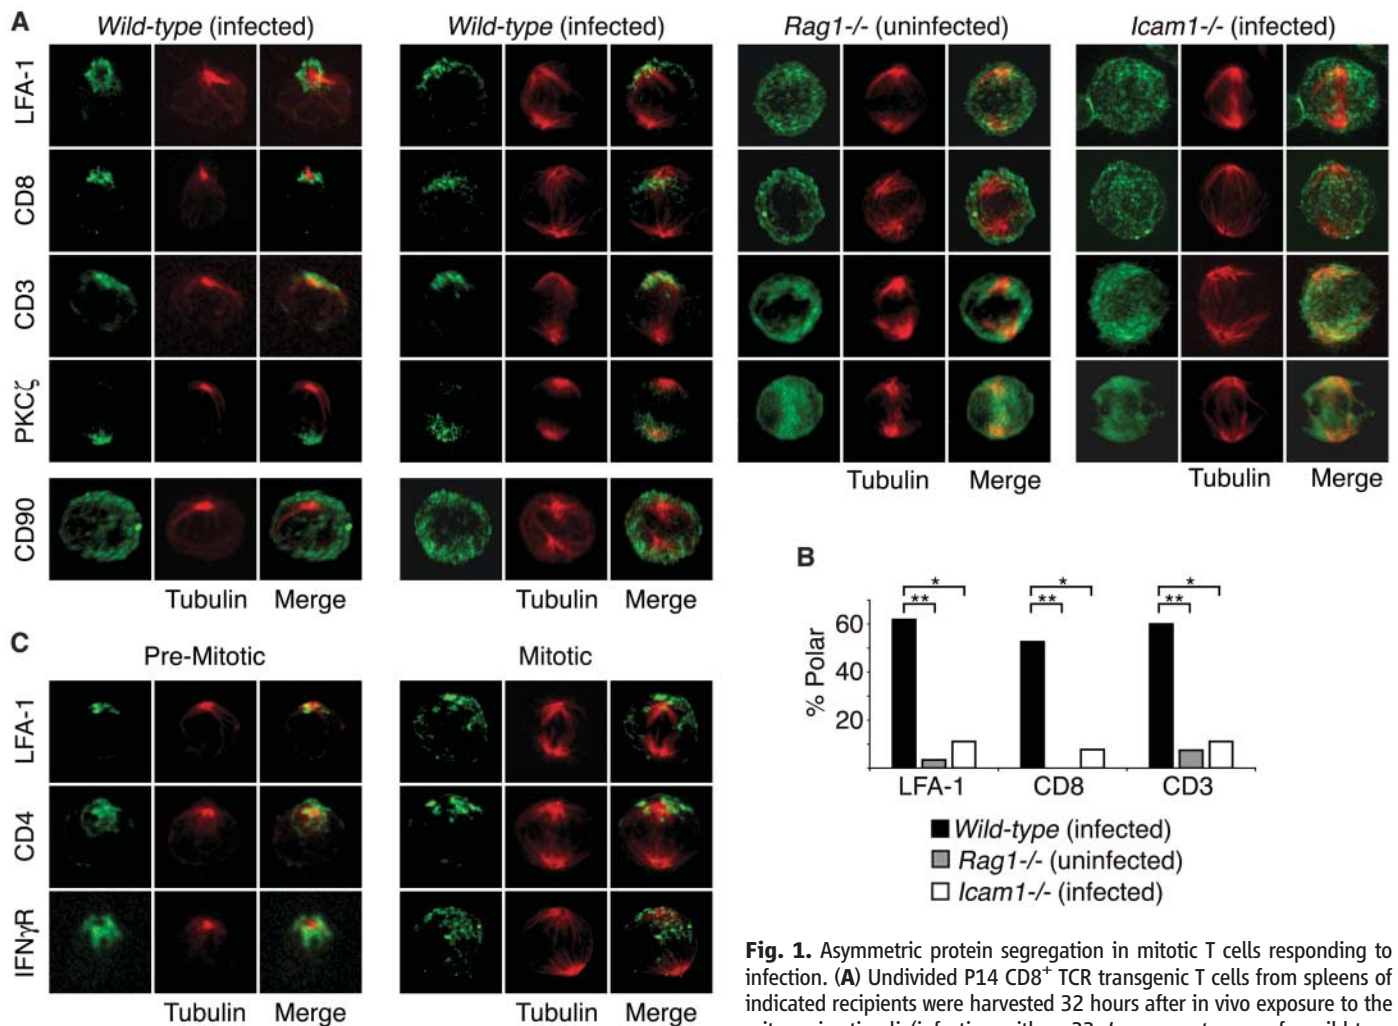 A
Wild-type (infected)
Wild-type (infected)
Rag1-/- (uninfected)
Icam1-/- (infected)
LFA-1
CD8
CD3
PKCζ
CD90
Tubulin Merge
Tubulin Merge
Tubulin Merge
Tubulin Merge
B
% Polar
60
40
20
* ** * ** * **
LFA-1 CD8 CD3
Wild-type (infected)
Rag1-/- (uninfected)
Icam1-/- (infected)
C
Pre-Mitotic
Mitotic
LFA-1
CD4
IFNγR
Tubulin Merge
Tubulin Merge
Fig. 1. Asymmetric protein segregation in mitotic T cells responding to
infection. (A) Undivided P14 CD8⁺ TCR transgenic T cells from spleens of
indicated recipients were harvested 32 hours after in vivo exposure to the